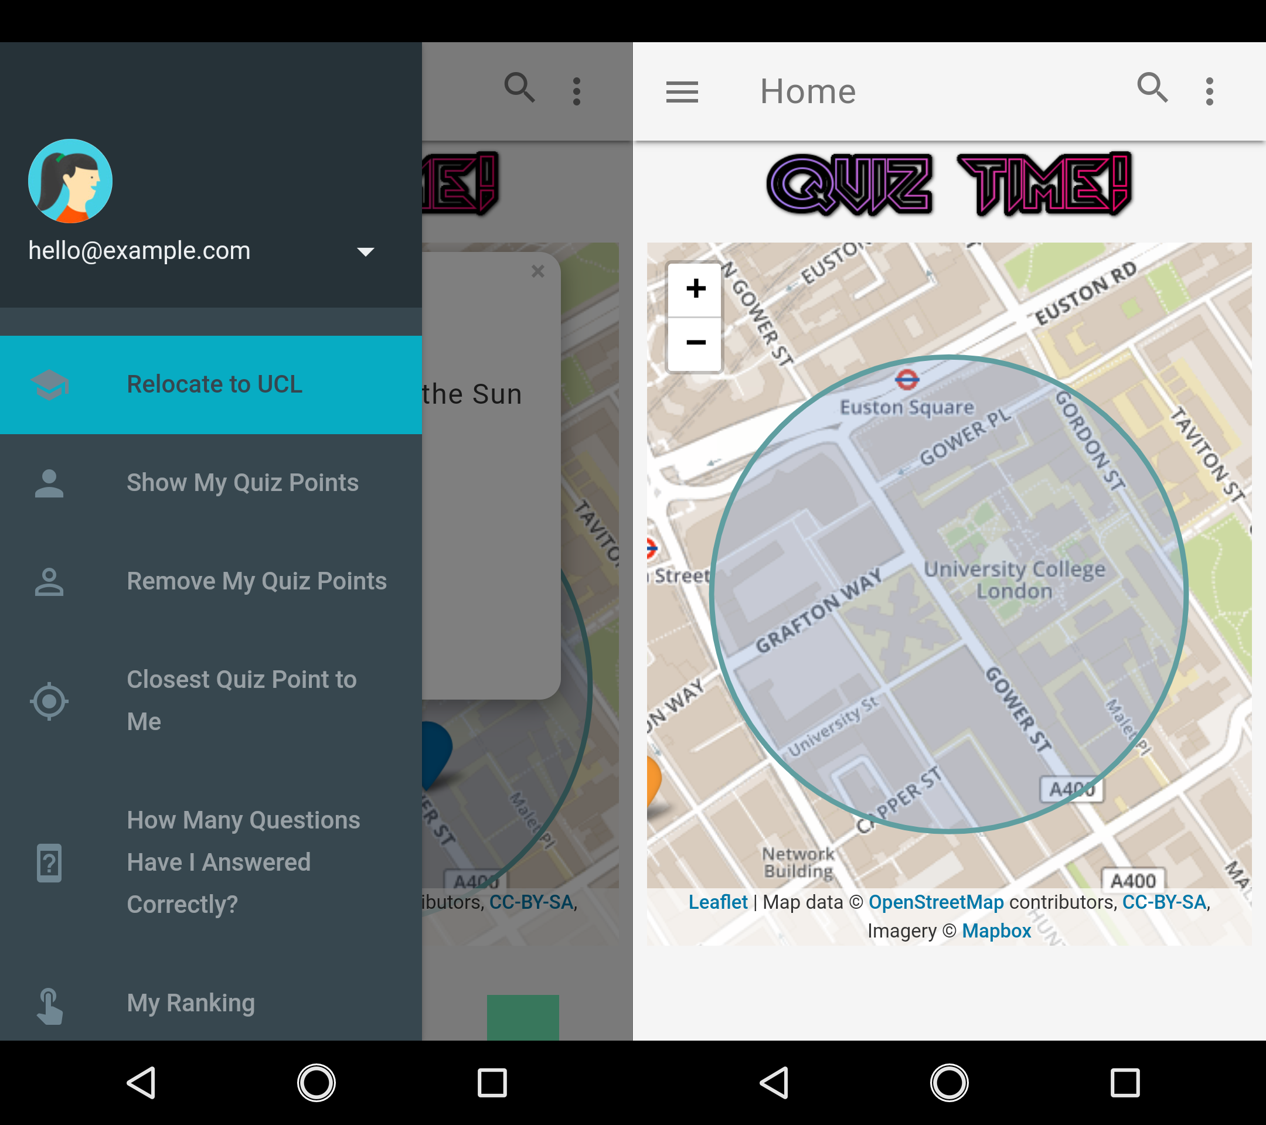 hello@example.com
Relocate to UCL
Show My Quiz Points
Remove My Quiz Points
Closest Quiz Point to
Me
How Many Questions
Have I Answered
Correctly?
My Ranking
ME!
×
the Sun
TAVITO
ER ST
Malet Pl
A400
ibutors, CC-BY-SA,
Home
QUIZ TIME!
+
−
N GOWER ST
EUSTON
EUSTON RD
Euston Square
GOWER PL
GORDON ST
TAVITON ST
Street
University College
London
GRAFTON WAY
ON WAY
GOWER ST
University St
Malet Pl
CAPPER ST
A400
Network
Building
A400
MA
HUNT
Leaflet | Map data © OpenStreetMap contributors, CC-BY-SA,
Imagery © Mapbox